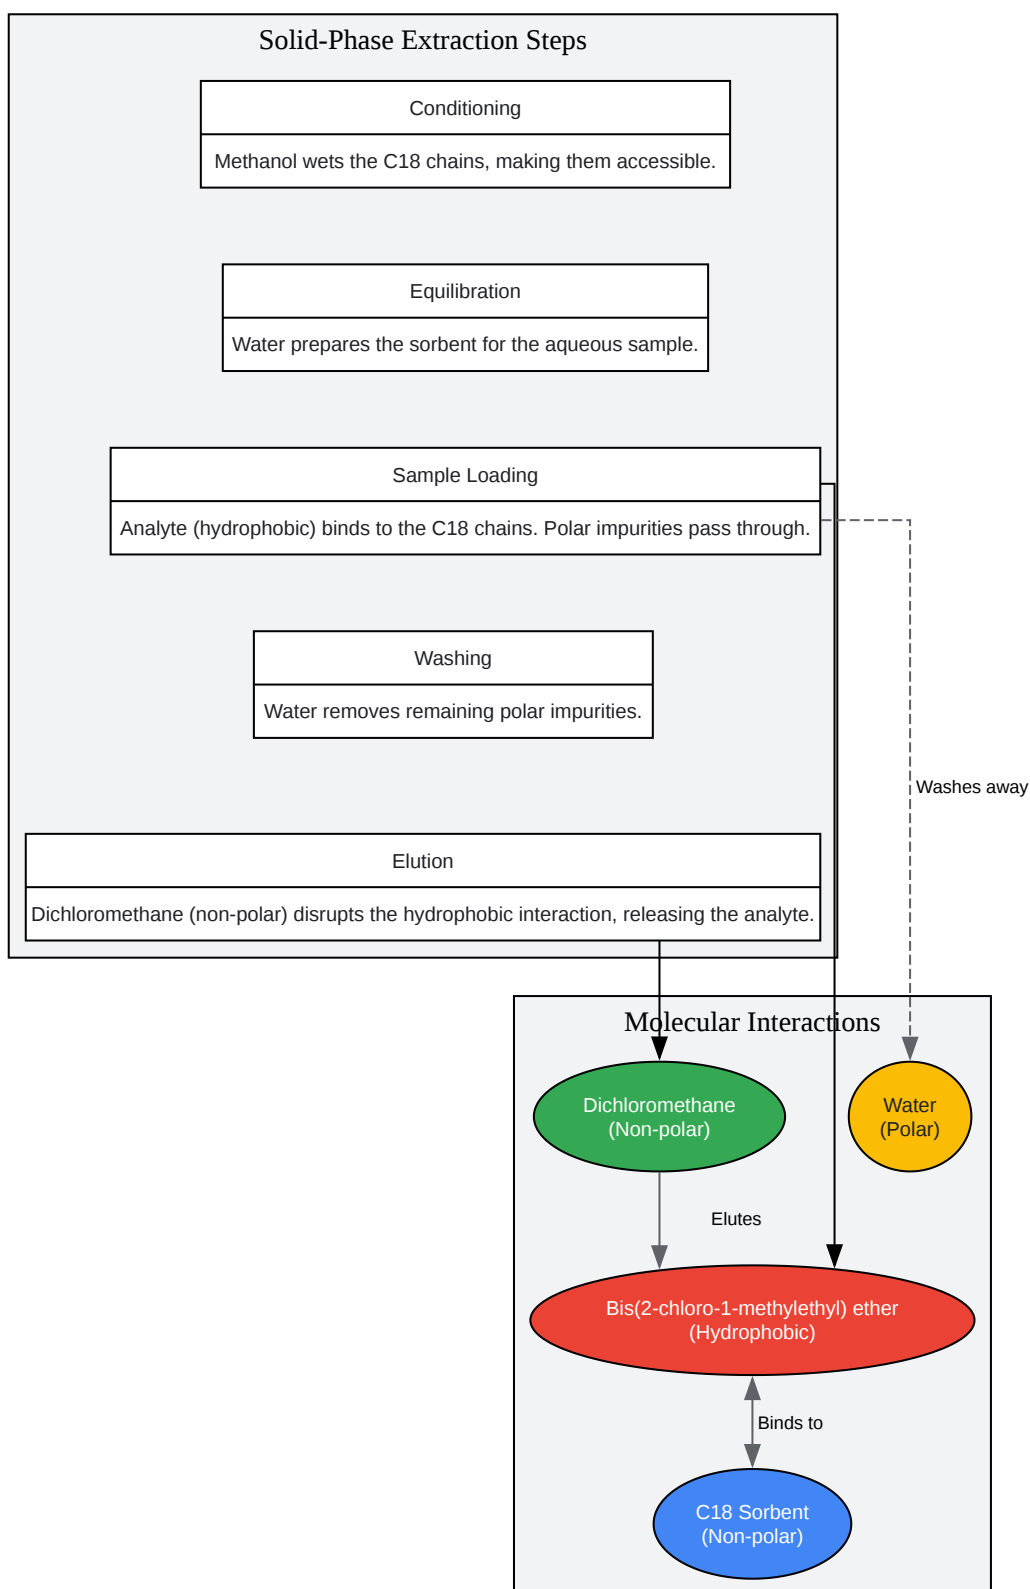 Solid-Phase Extraction Steps
Conditioning
Methanol wets the C18 chains, making them accessible.
Equilibration
Water prepares the sorbent for the aqueous sample.
Sample Loading
Analyte (hydrophobic) binds to the C18 chains. Polar impurities pass through.
Washing
Water removes remaining polar impurities.
Washes away
Elution
Dichloromethane (non-polar) disrupts the hydrophobic interaction, releasing the analyte.
Molecular Interactions
Dichloromethane
(Non-polar)
Water
(Polar)
Elutes
Bis(2-chloro-1-methylethyl) ether
(Hydrophobic)
Binds to
C18 Sorbent
(Non-polar)